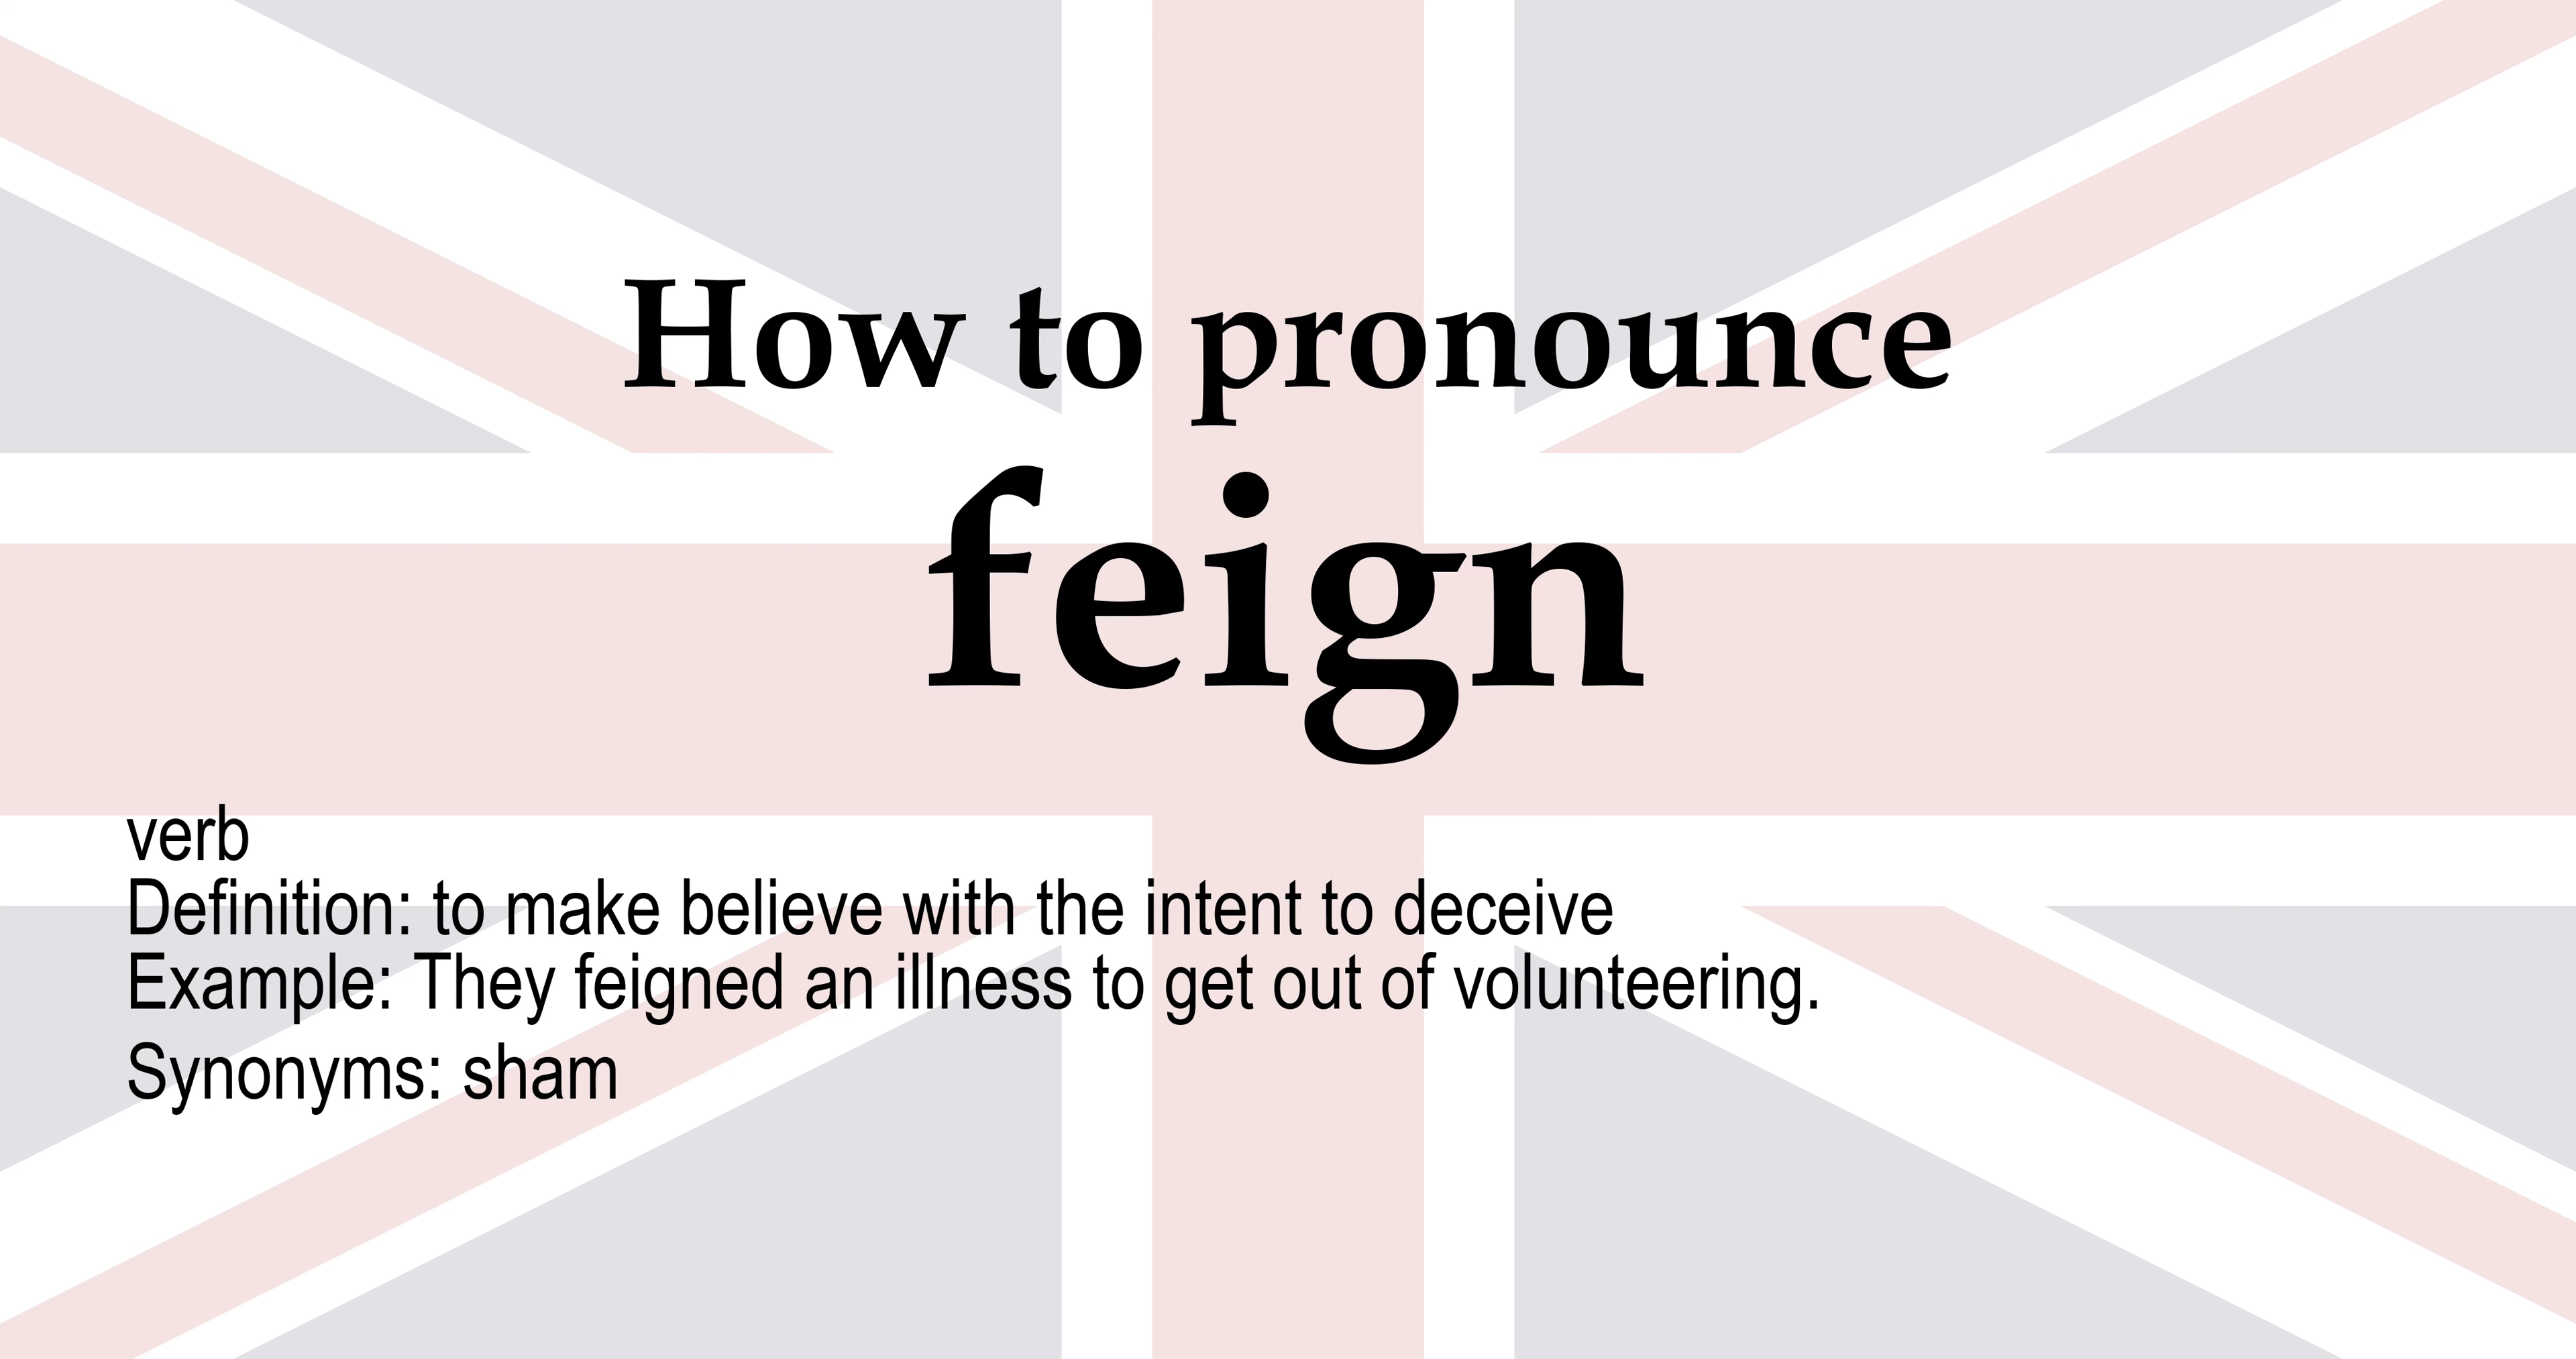 How to pronounce
feign
verb
Definition: to make believe with the intent to deceive
Example: They feigned an illness to get out of volunteering.
Synonyms: sham